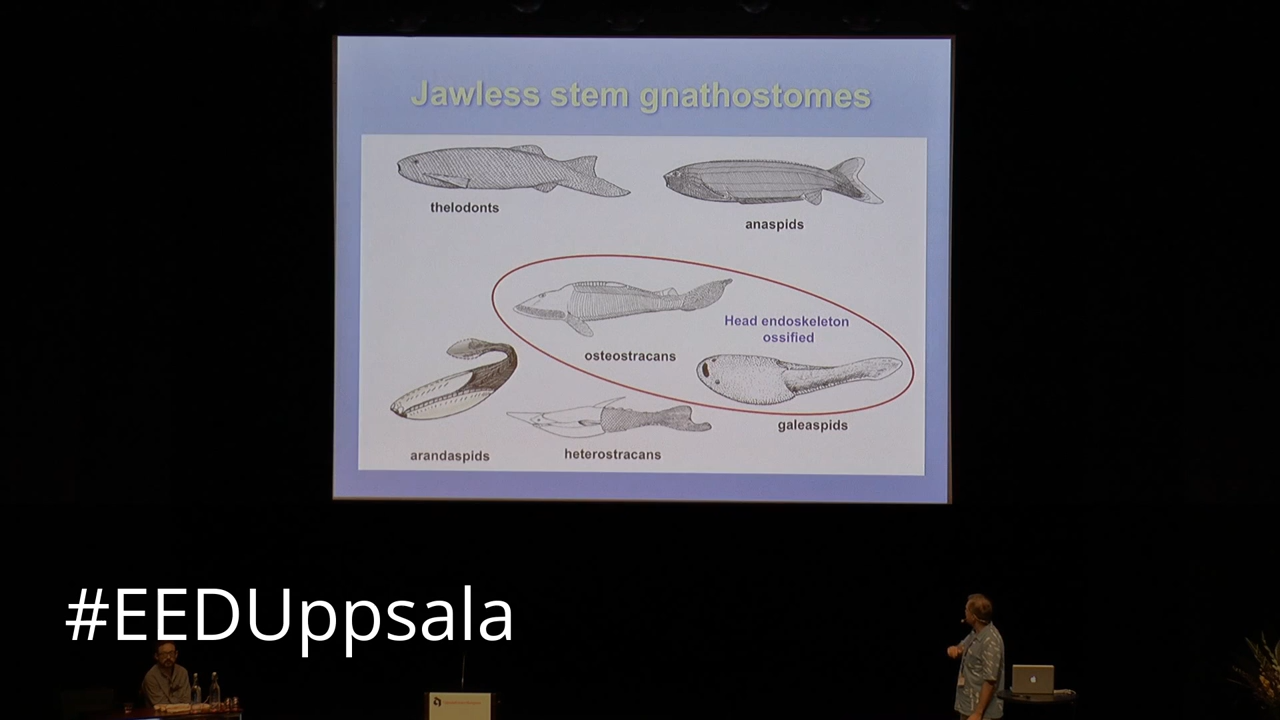 Jawless stem gnathostomes
thelodonts
anaspids
Head endoskeleton
ossified
osteostracans
galeaspids
arandaspids
heterostracans
#EEDUppsala